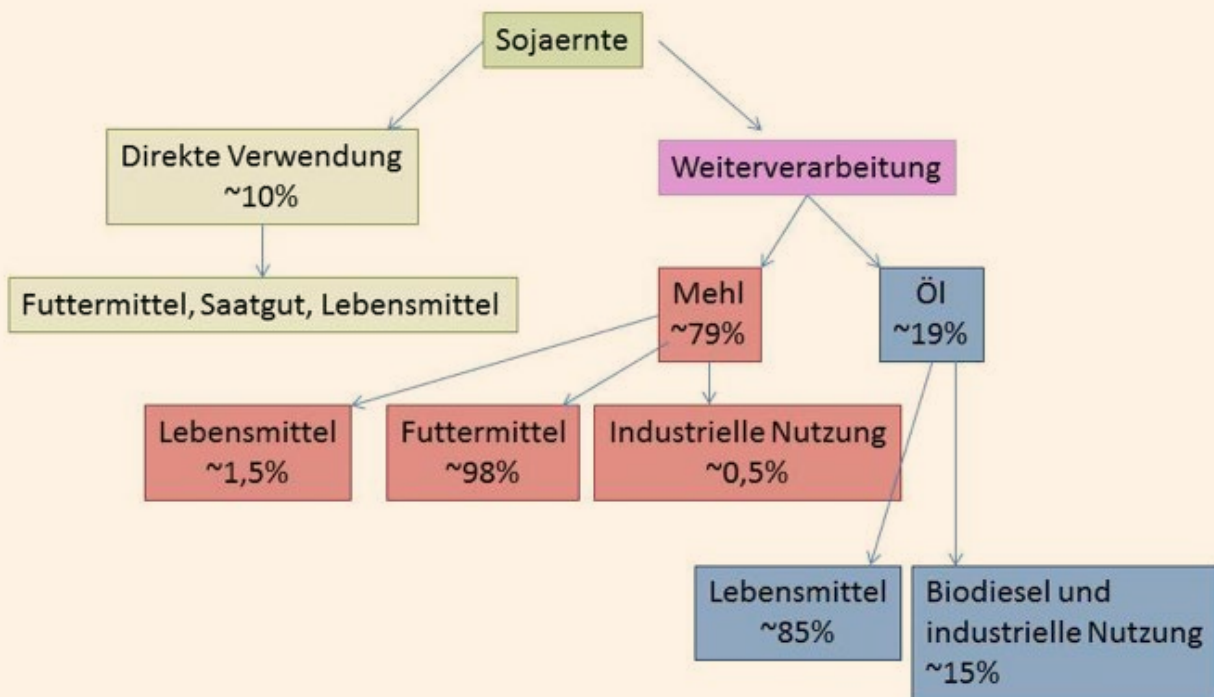 Sojaernte
Direkte Verwendung
~10%
Weiterverarbeitung
Futtermittel, Saatgut, Lebensmittel
Mehl
~79%
Öl
~19%
Lebensmittel
~1,5%
Futtermittel
~98%
Industrielle Nutzung
~0,5%
Lebensmittel
~85%
Biodiesel und
industrielle Nutzung
~15%